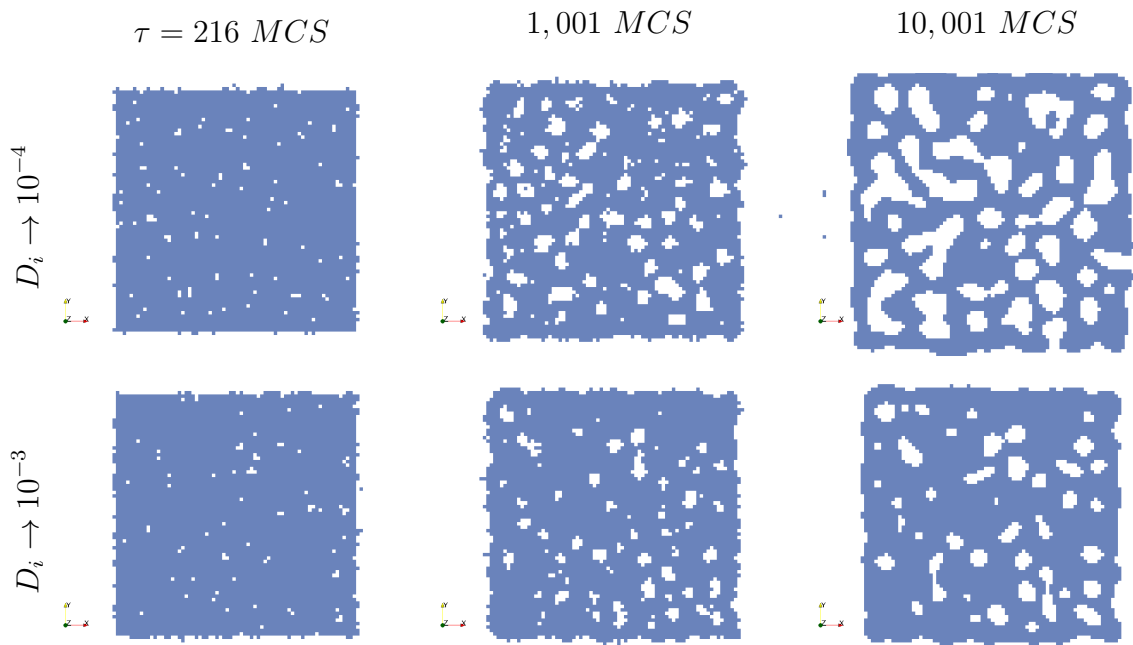 τ = 216 MCS
1,001 MCS
10,001 MCS
D_i → 10^{-4}
Y
Z X
Y
Z X
Y
Z X
D_i → 10^{-3}
Y
Z X
Y
Z X
Y
Z X